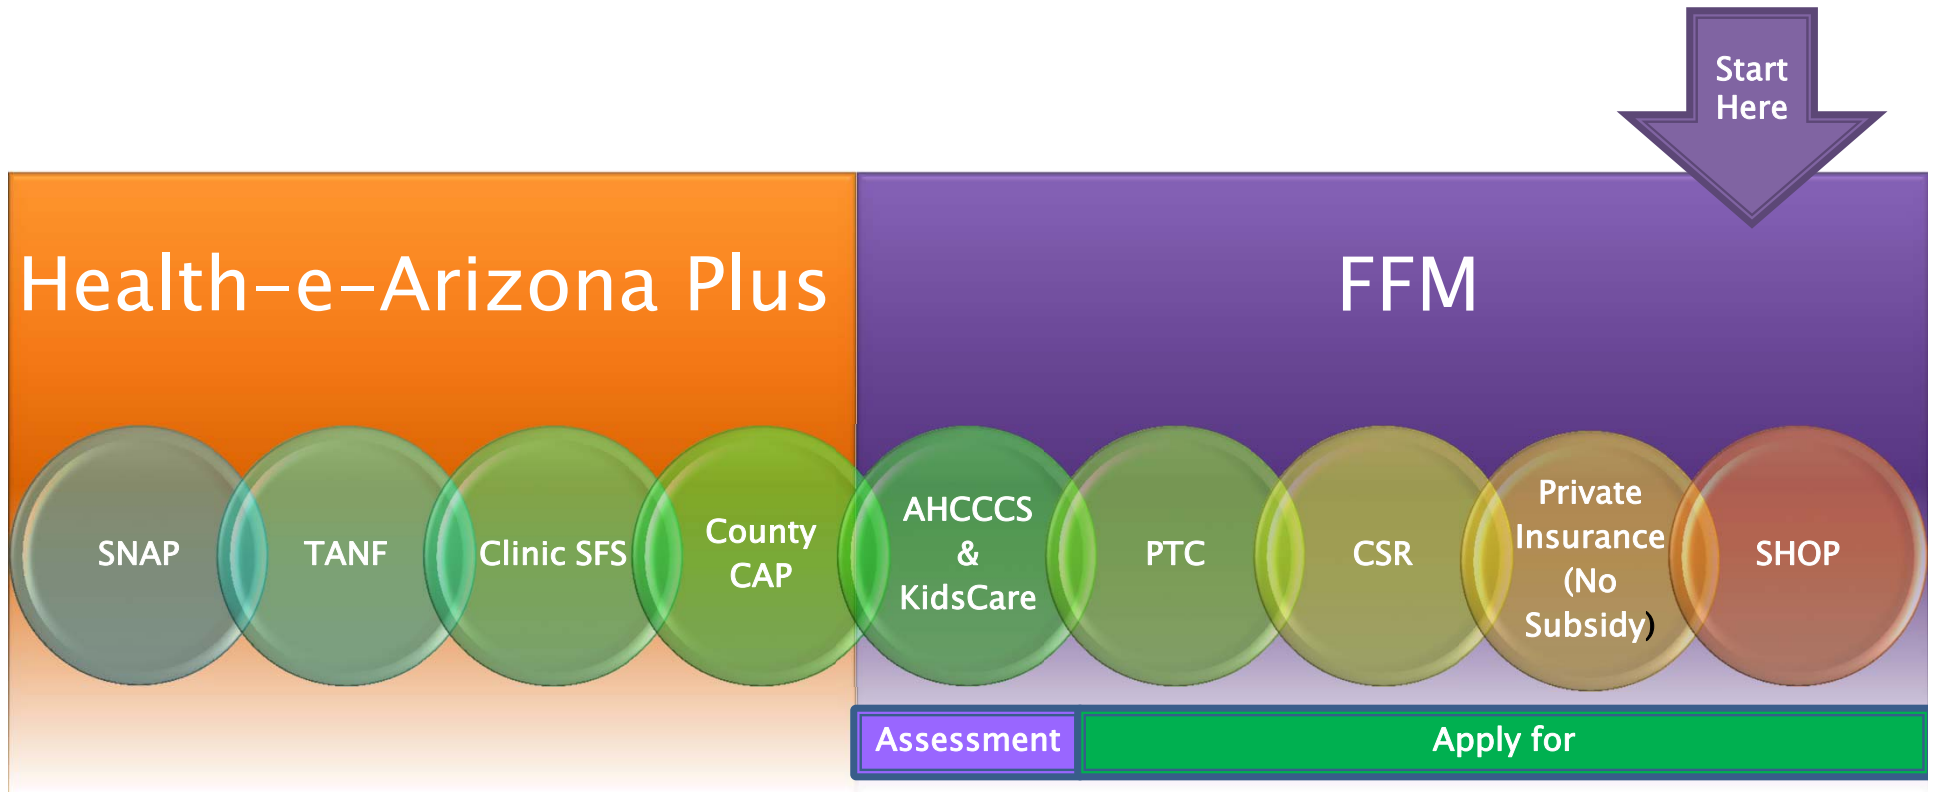 Start
Here
Health-e-Arizona Plus
FFM
SNAP
TANF
Clinic SFS
County
CAP
AHCCCS
&
KidsCare
PTC
CSR
Private
Insurance
(No
Subsidy)
SHOP
Assessment
Apply for